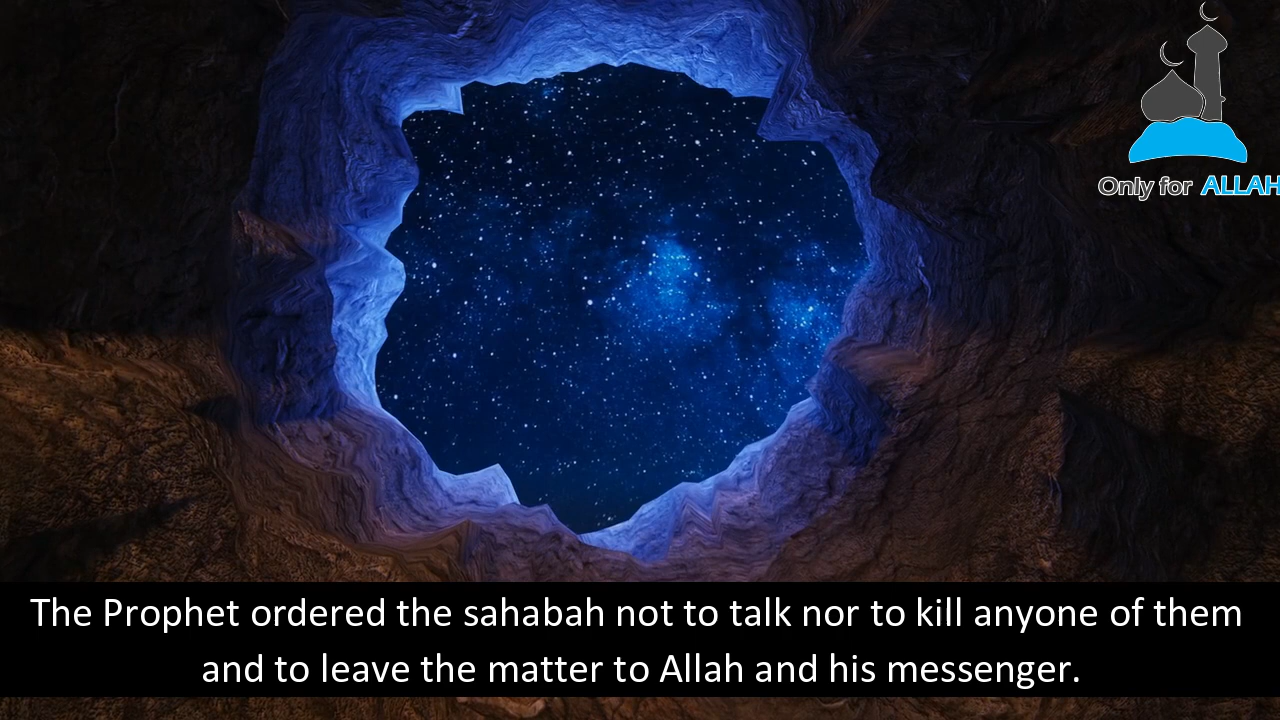 Only for ALLAH
The Prophet ordered the sahabah not to talk nor to kill anyone of them
and to leave the matter to Allah and his messenger.